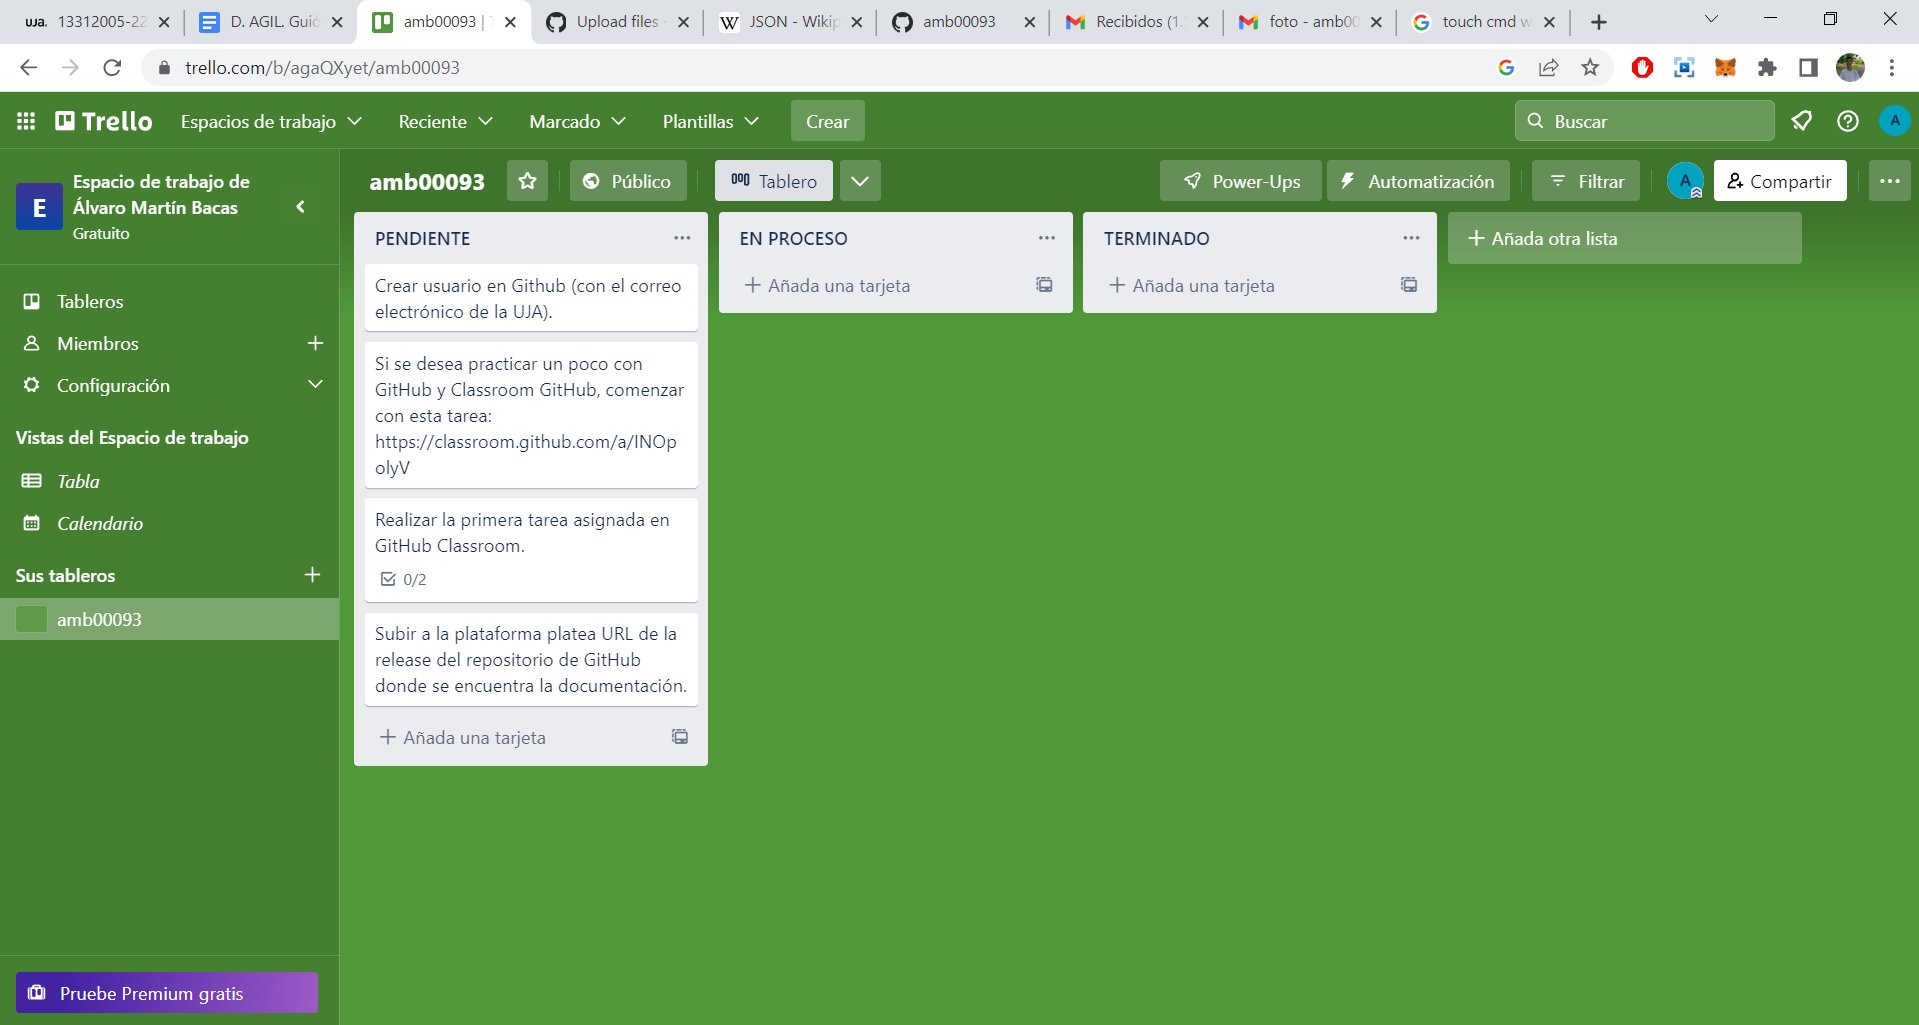 uja. 13312005-22
D. AGIL. Guió
amb00093 | T
Upload files ·
W JSON - Wikip
amb00093
Recibidos (1.
foto - amb00
touch cmd w
trello.com/b/agaQXyet/amb00093
Trello
Espacios de trabajo
Reciente
Marcado
Plantillas
Crear
Buscar
A
E
Espacio de trabajo de
Álvaro Martín Bacas
Gratuito
amb00093
Público
Tablero
Power-Ups
Automatización
Filtrar
A
Compartir
Tableros
Miembros
Configuración
Vistas del Espacio de trabajo
Tabla
Calendario
Sus tableros
amb00093
Pruebe Premium gratis
PENDIENTE
Crear usuario en Github (con el correo
electrónico de la UJA).
Si se desea practicar un poco con
GitHub y Classroom GitHub, comenzar
con esta tarea:
https://classroom.github.com/a/INOp
olyV
Realizar la primera tarea asignada en
GitHub Classroom.
0/2
Subir a la plataforma platea URL de la
release del repositorio de GitHub
donde se encuentra la documentación.
Añada una tarjeta
EN PROCESO
Añada una tarjeta
TERMINADO
Añada una tarjeta
Añada otra lista